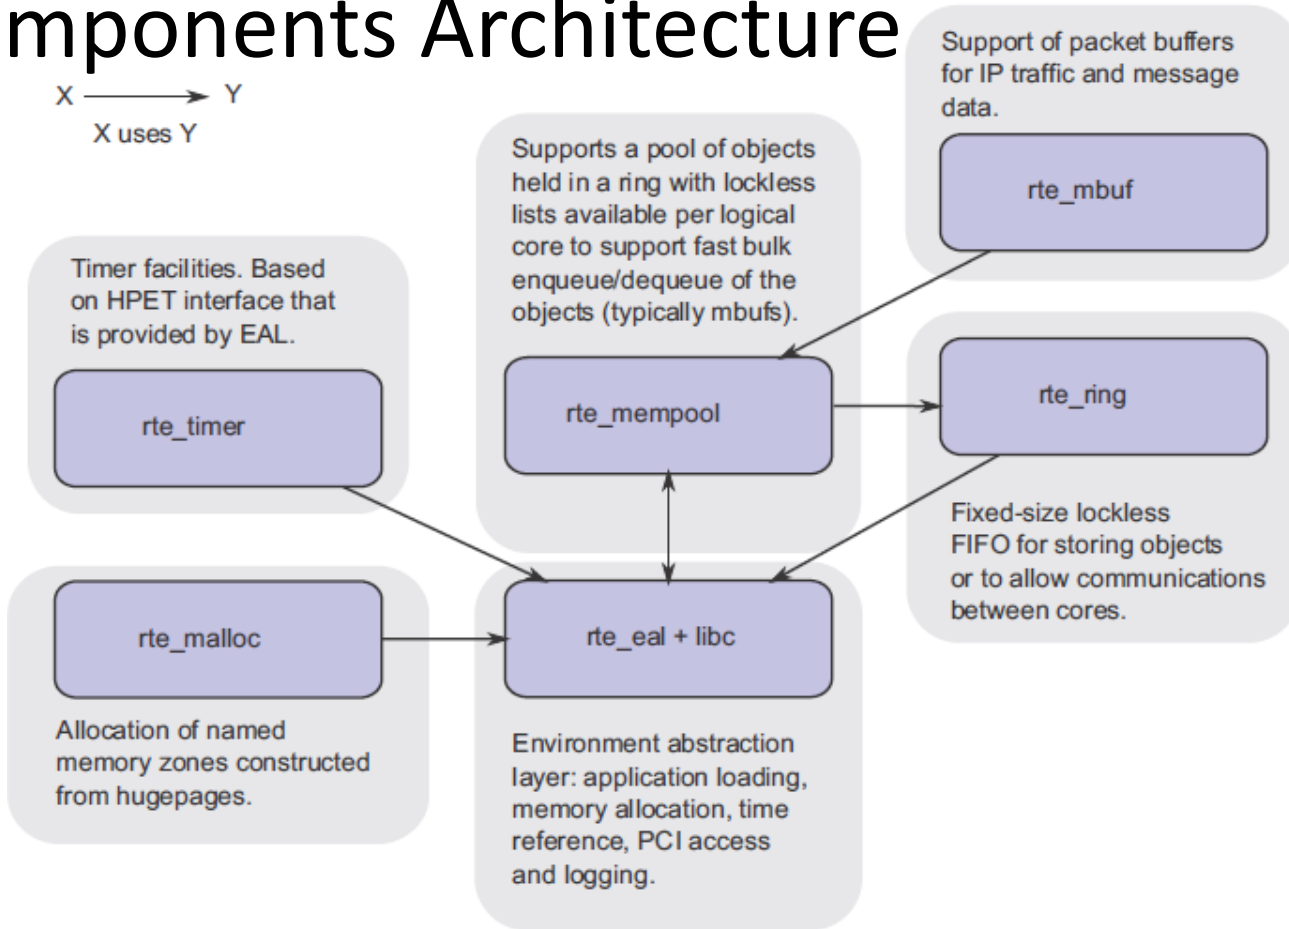 mponents Architecture
X
Y
X uses Y
Support of packet buffers
for IP traffic and message
data.
rte_mbuf
Supports a pool of objects
held in a ring with lockless
lists available per logical
core to support fast bulk
enqueue/dequeue of the
objects (typically mbufs).
rte_mempool
Timer facilities. Based
on HPET interface that
is provided by EAL.
rte_timer
rte_ring
Fixed-size lockless
FIFO for storing objects
or to allow communications
between cores.
rte_malloc
Allocation of named
memory zones constructed
from hugepages.
rte_eal + libc
Environment abstraction
layer: application loading,
memory allocation, time
reference, PCI access
and logging.